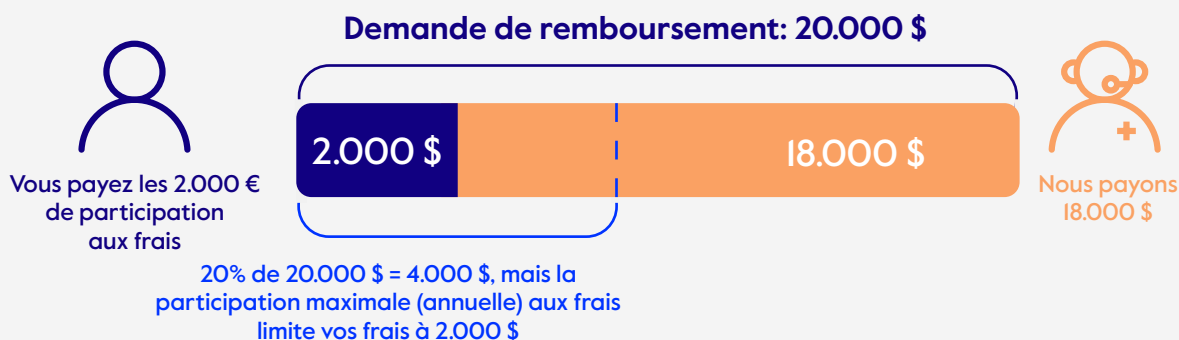 Demande de remboursement: 20.000 $
2.000 $
18.000 $
Vous payez les 2.000 €
de participation
aux frais
Nous payons
18.000 $
20% de 20.000 $ = 4.000 $, mais la
participation maximale (annuelle) aux frais
limite vos frais à 2.000 $